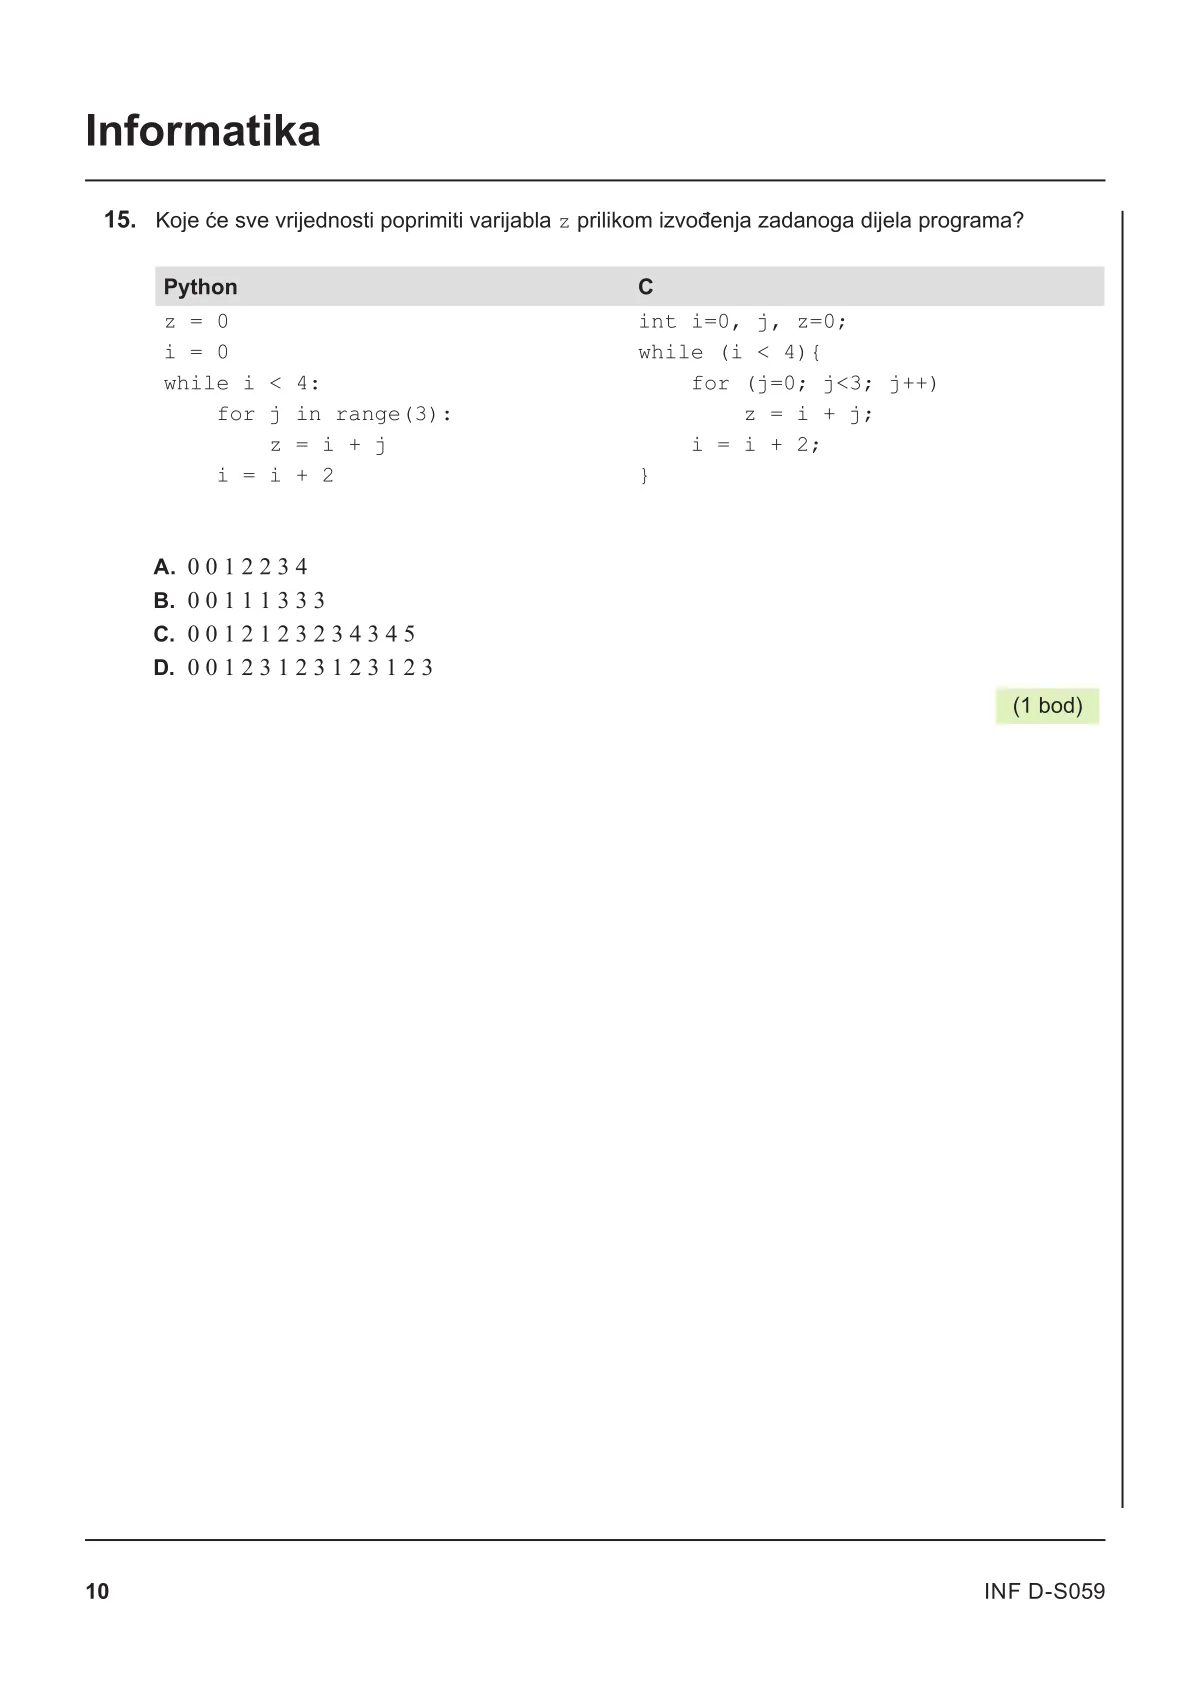 Informatika
15. Koje će sve vrijednosti poprimiti varijabla z prilikom izvođenja zadanoga dijela programa?
Python C
z = 0 int i=0, j, z=0;
i = 0 while (i < 4){
while i < 4: for (j=0; j<3; j++)
for j in range(3): z = i + j;
z = i + j i = i + 2;
i = i + 2 }
A. 0 0 1 2 2 3 4
B. 0 0 1 1 1 3 3 3
C. 0 0 1 2 1 2 3 2 3 4 3 4 5
D. 0 0 1 2 3 1 2 3 1 2 3 1 2 3
(1 bod)
10 INF D-S059